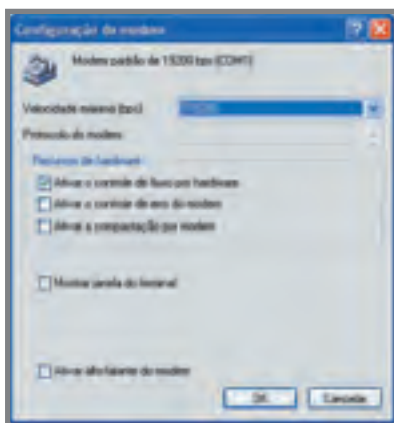 Configuração do modem
Modem padrão de 19200 bps (COM1)
Velocidade máxima (bps):
Protocolo do modem
Recursos de hardware
Ativar o controle de fluxo por hardware
Ativar o controle de erro do modem
Ativar a compactação por modem
Mostrar janela do terminal
Ativar alto-falante do modem
OK
Cancelar